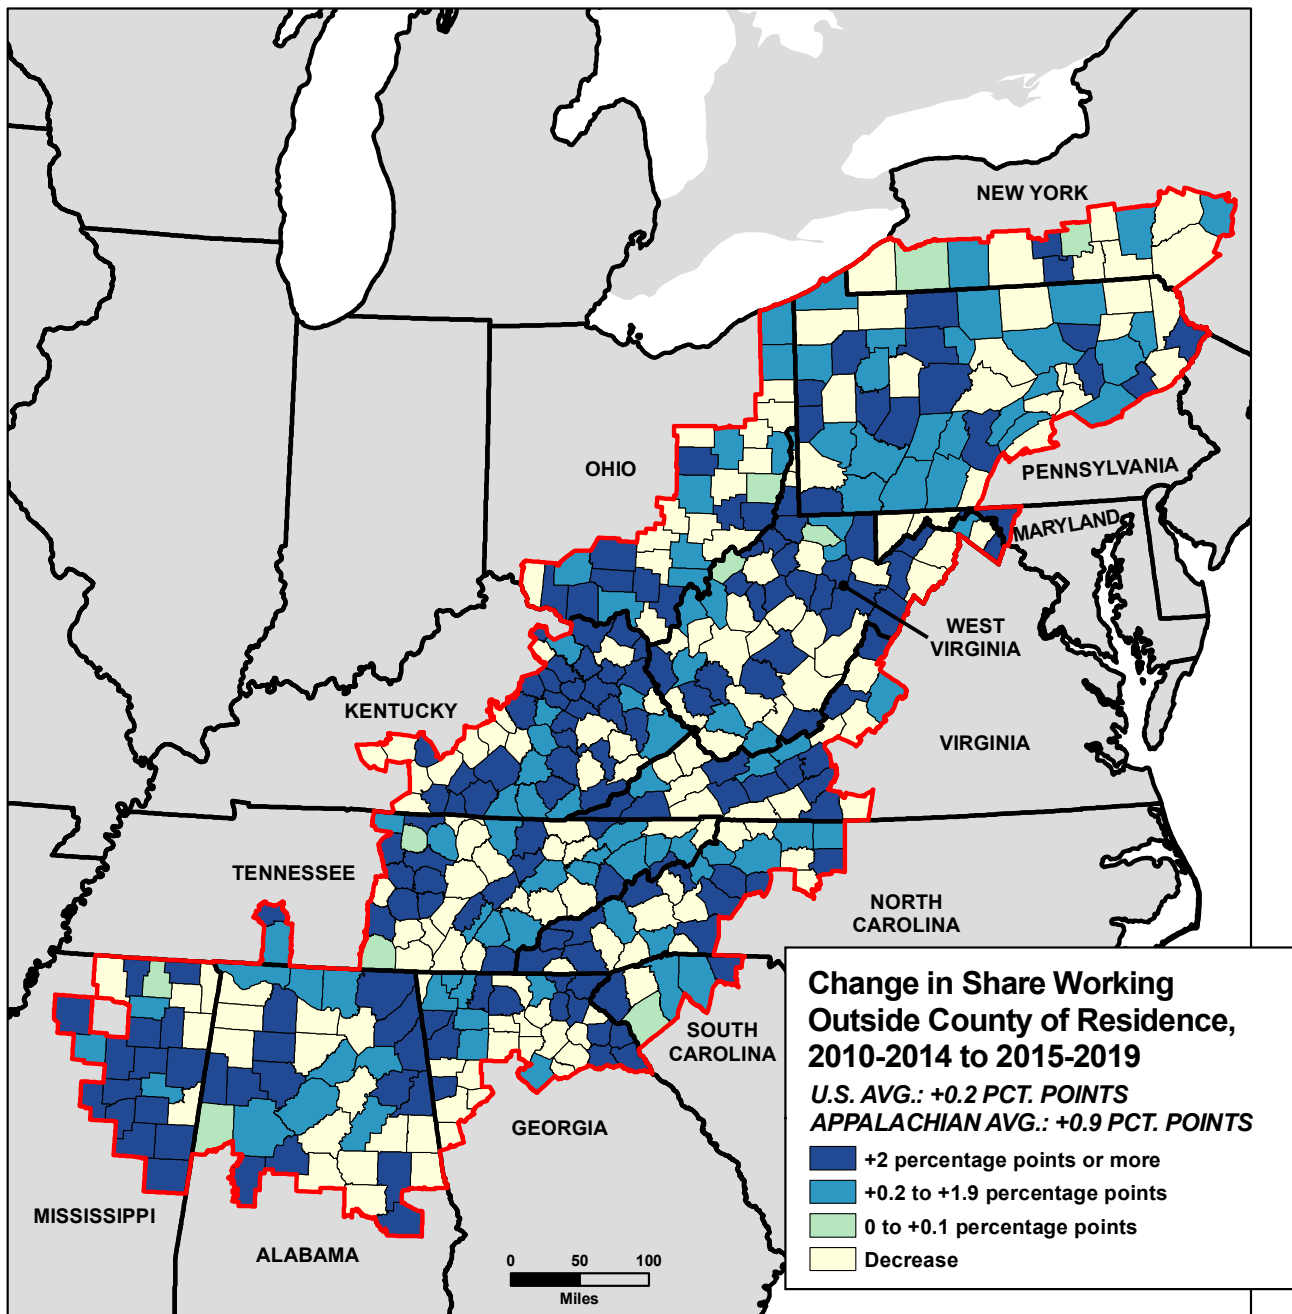 NEW YORK
OHIO
PENNSYLVANIA
MARYLAND
WEST
VIRGINIA
KENTUCKY
VIRGINIA
TENNESSEE
NORTH
CAROLINA
SOUTH
CAROLINA
GEORGIA
MISSISSIPPI
ALABAMA
Change in Share Working
Outside County of Residence,
2010-2014 to 2015-2019
U.S. AVG.: +0.2 PCT. POINTS
APPALACHIAN AVG.: +0.9 PCT. POINTS
+2 percentage points or more
+0.2 to +1.9 percentage points
0 to +0.1 percentage points
Decrease
0 50 100
Miles